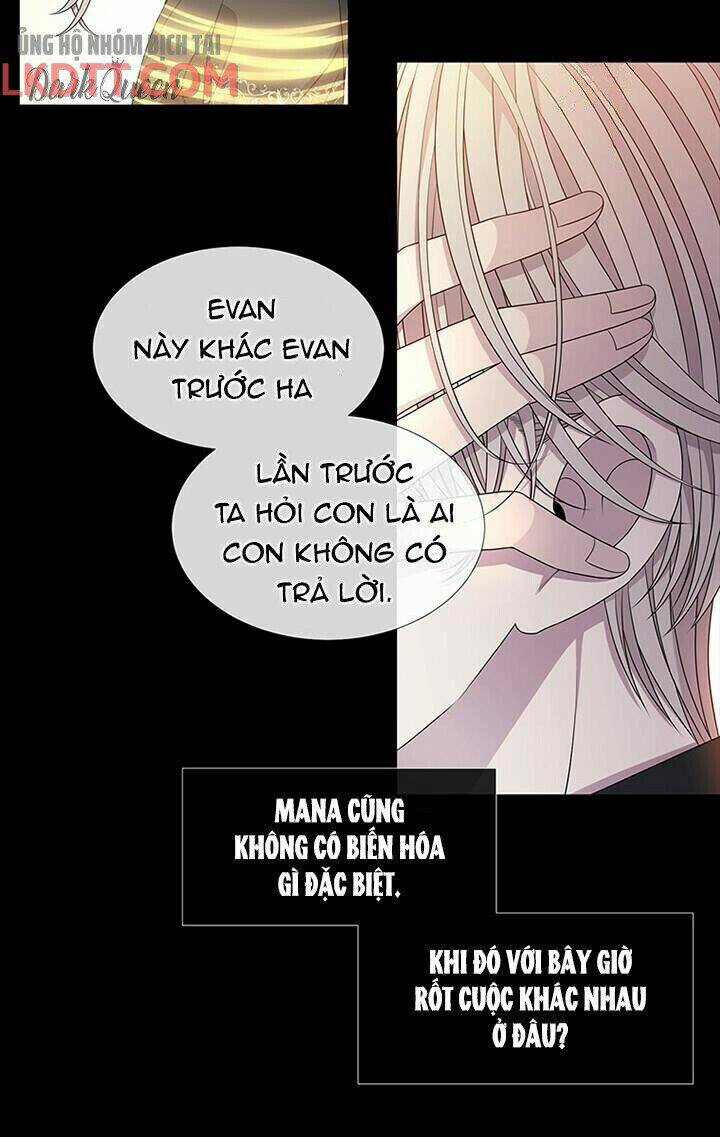 ỦNG HỘ NHÓM DỊCH TẠI
LKDTT.COM
Dark Queen
EVAN
NÀY KHÁC EVAN
TRƯỚC HA
LẦN TRƯỚC
TA HỎI CON LÀ AI
CON KHÔNG CÓ
TRẢ LỜI.
MANA CŨNG
KHÔNG CÓ BIẾN HÓA
GÌ ĐẶC BIỆT.
KHI ĐÓ VỚI BÂY GIỜ
RỐT CUỘC KHÁC NHAU
Ở ĐÂU?